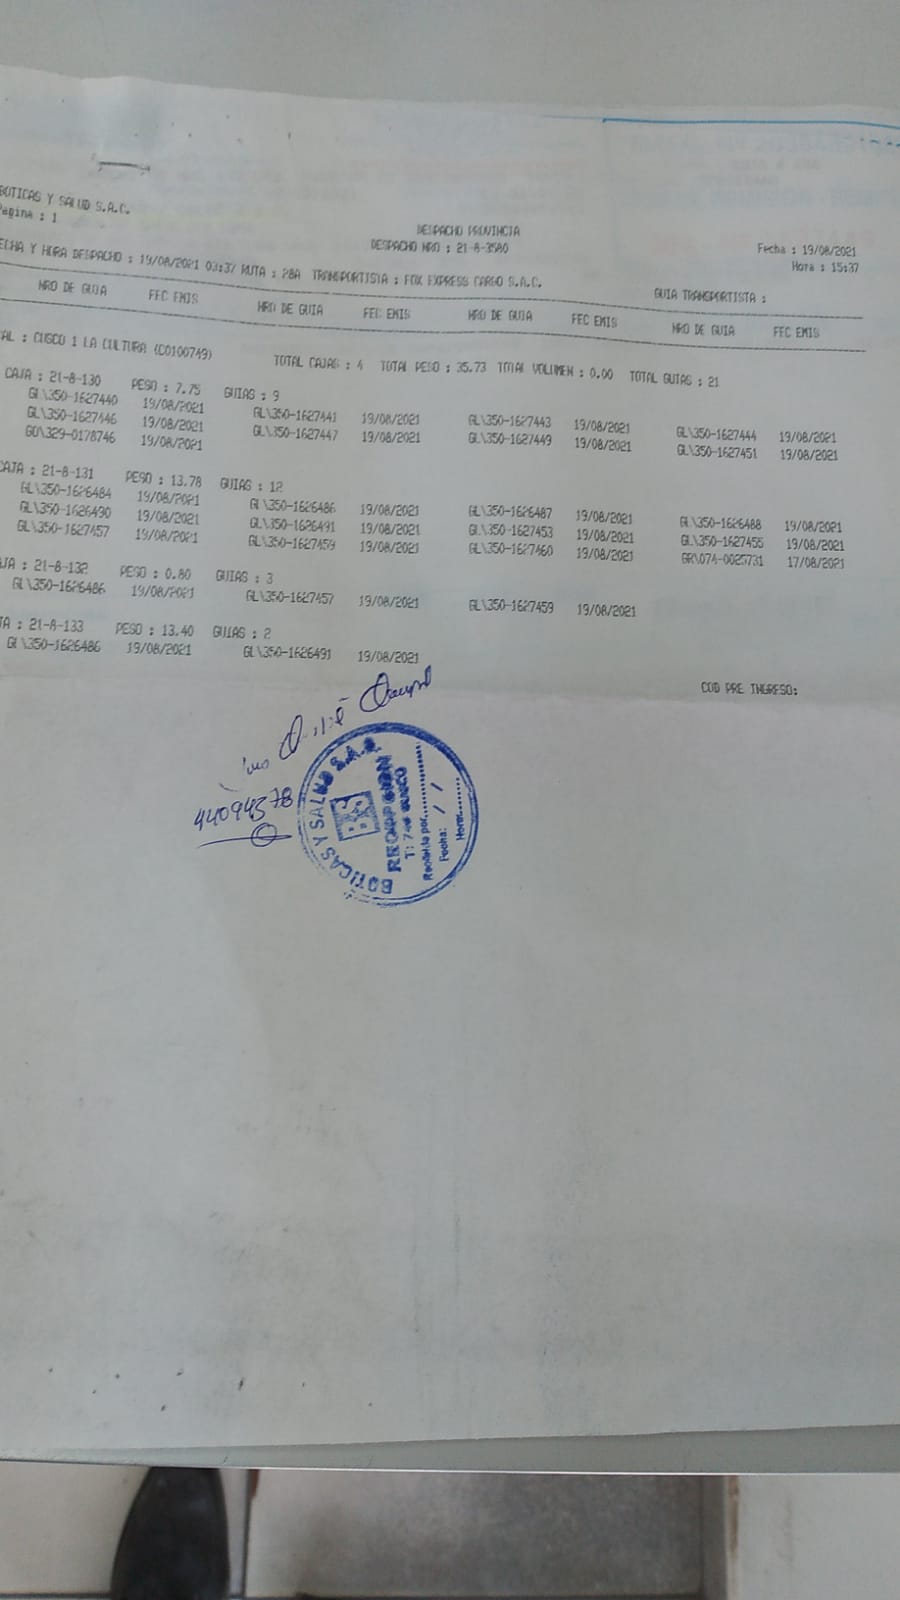 BOTICAS Y SALUD S.A.C.
Pagina : 1
DESPACHO PROVINCIA
DESPACHO NRO : 21-8-3580
Fecha : 19/08/2021
Hora : 15:37
ECHA Y HORA DESPACHO : 19/08/2021 03:37 RUTA : 28A TRANSPORTISTA : FOX EXPRESS CARGO S.A.C.
GUIA TRANSPORTISTA :
NRO DE GUIA FEC EMIS NRO DE GUIA FEC EMIS NRO DE GUIA FEC EMIS NRO DE GUIA FEC EMIS
AL : CUSCO 1 LA CULTURA (C0100749) TOTAL CAJAS : 4 TOTAL PESO : 35.73 TOTAL VOLUMEN : 0.00 TOTAL GUIAS : 21
CAJA : 21-8-130 PESO : 7.75 GUIAS : 9
GL\350-1627440 19/08/2021 GL\350-1627441 19/08/2021 GL\350-1627443 19/08/2021 GL\350-1627444 19/08/2021
GL\350-1627446 19/08/2021 GL\350-1627447 19/08/2021 GL\350-1627449 19/08/2021 GL\350-1627451 19/08/2021
GO\329-0178746 19/08/2021
CAJA : 21-8-131 PESO : 13.78 GUIAS : 12
GL\350-1626484 19/08/2021 GL\350-1626486 19/08/2021 GL\350-1626487 19/08/2021 GL\350-1626488 19/08/2021
GL\350-1626490 19/08/2021 GL\350-1626491 19/08/2021 GL\350-1627453 19/08/2021 GL\350-1627455 19/08/2021
GL\350-1627457 19/08/2021 GL\350-1627459 19/08/2021 GL\350-1627460 19/08/2021 GR\074-0025731 17/08/2021
AJA : 21-8-132 PESO : 0.80 GUIAS : 3
GL\350-1626486 19/08/2021 GL\350-1627457 19/08/2021 GL\350-1627459 19/08/2021
JA : 21-8-133 PESO : 13.40 GUIAS : 2
GL\350-1626486 19/08/2021 GL\350-1626491 19/08/2021
COD PRE INGRESO:
44094578
BOTICAS Y SALUD S.A.C.
BS
RECEPCION
Recibido por
Fecha: / /
Hora: